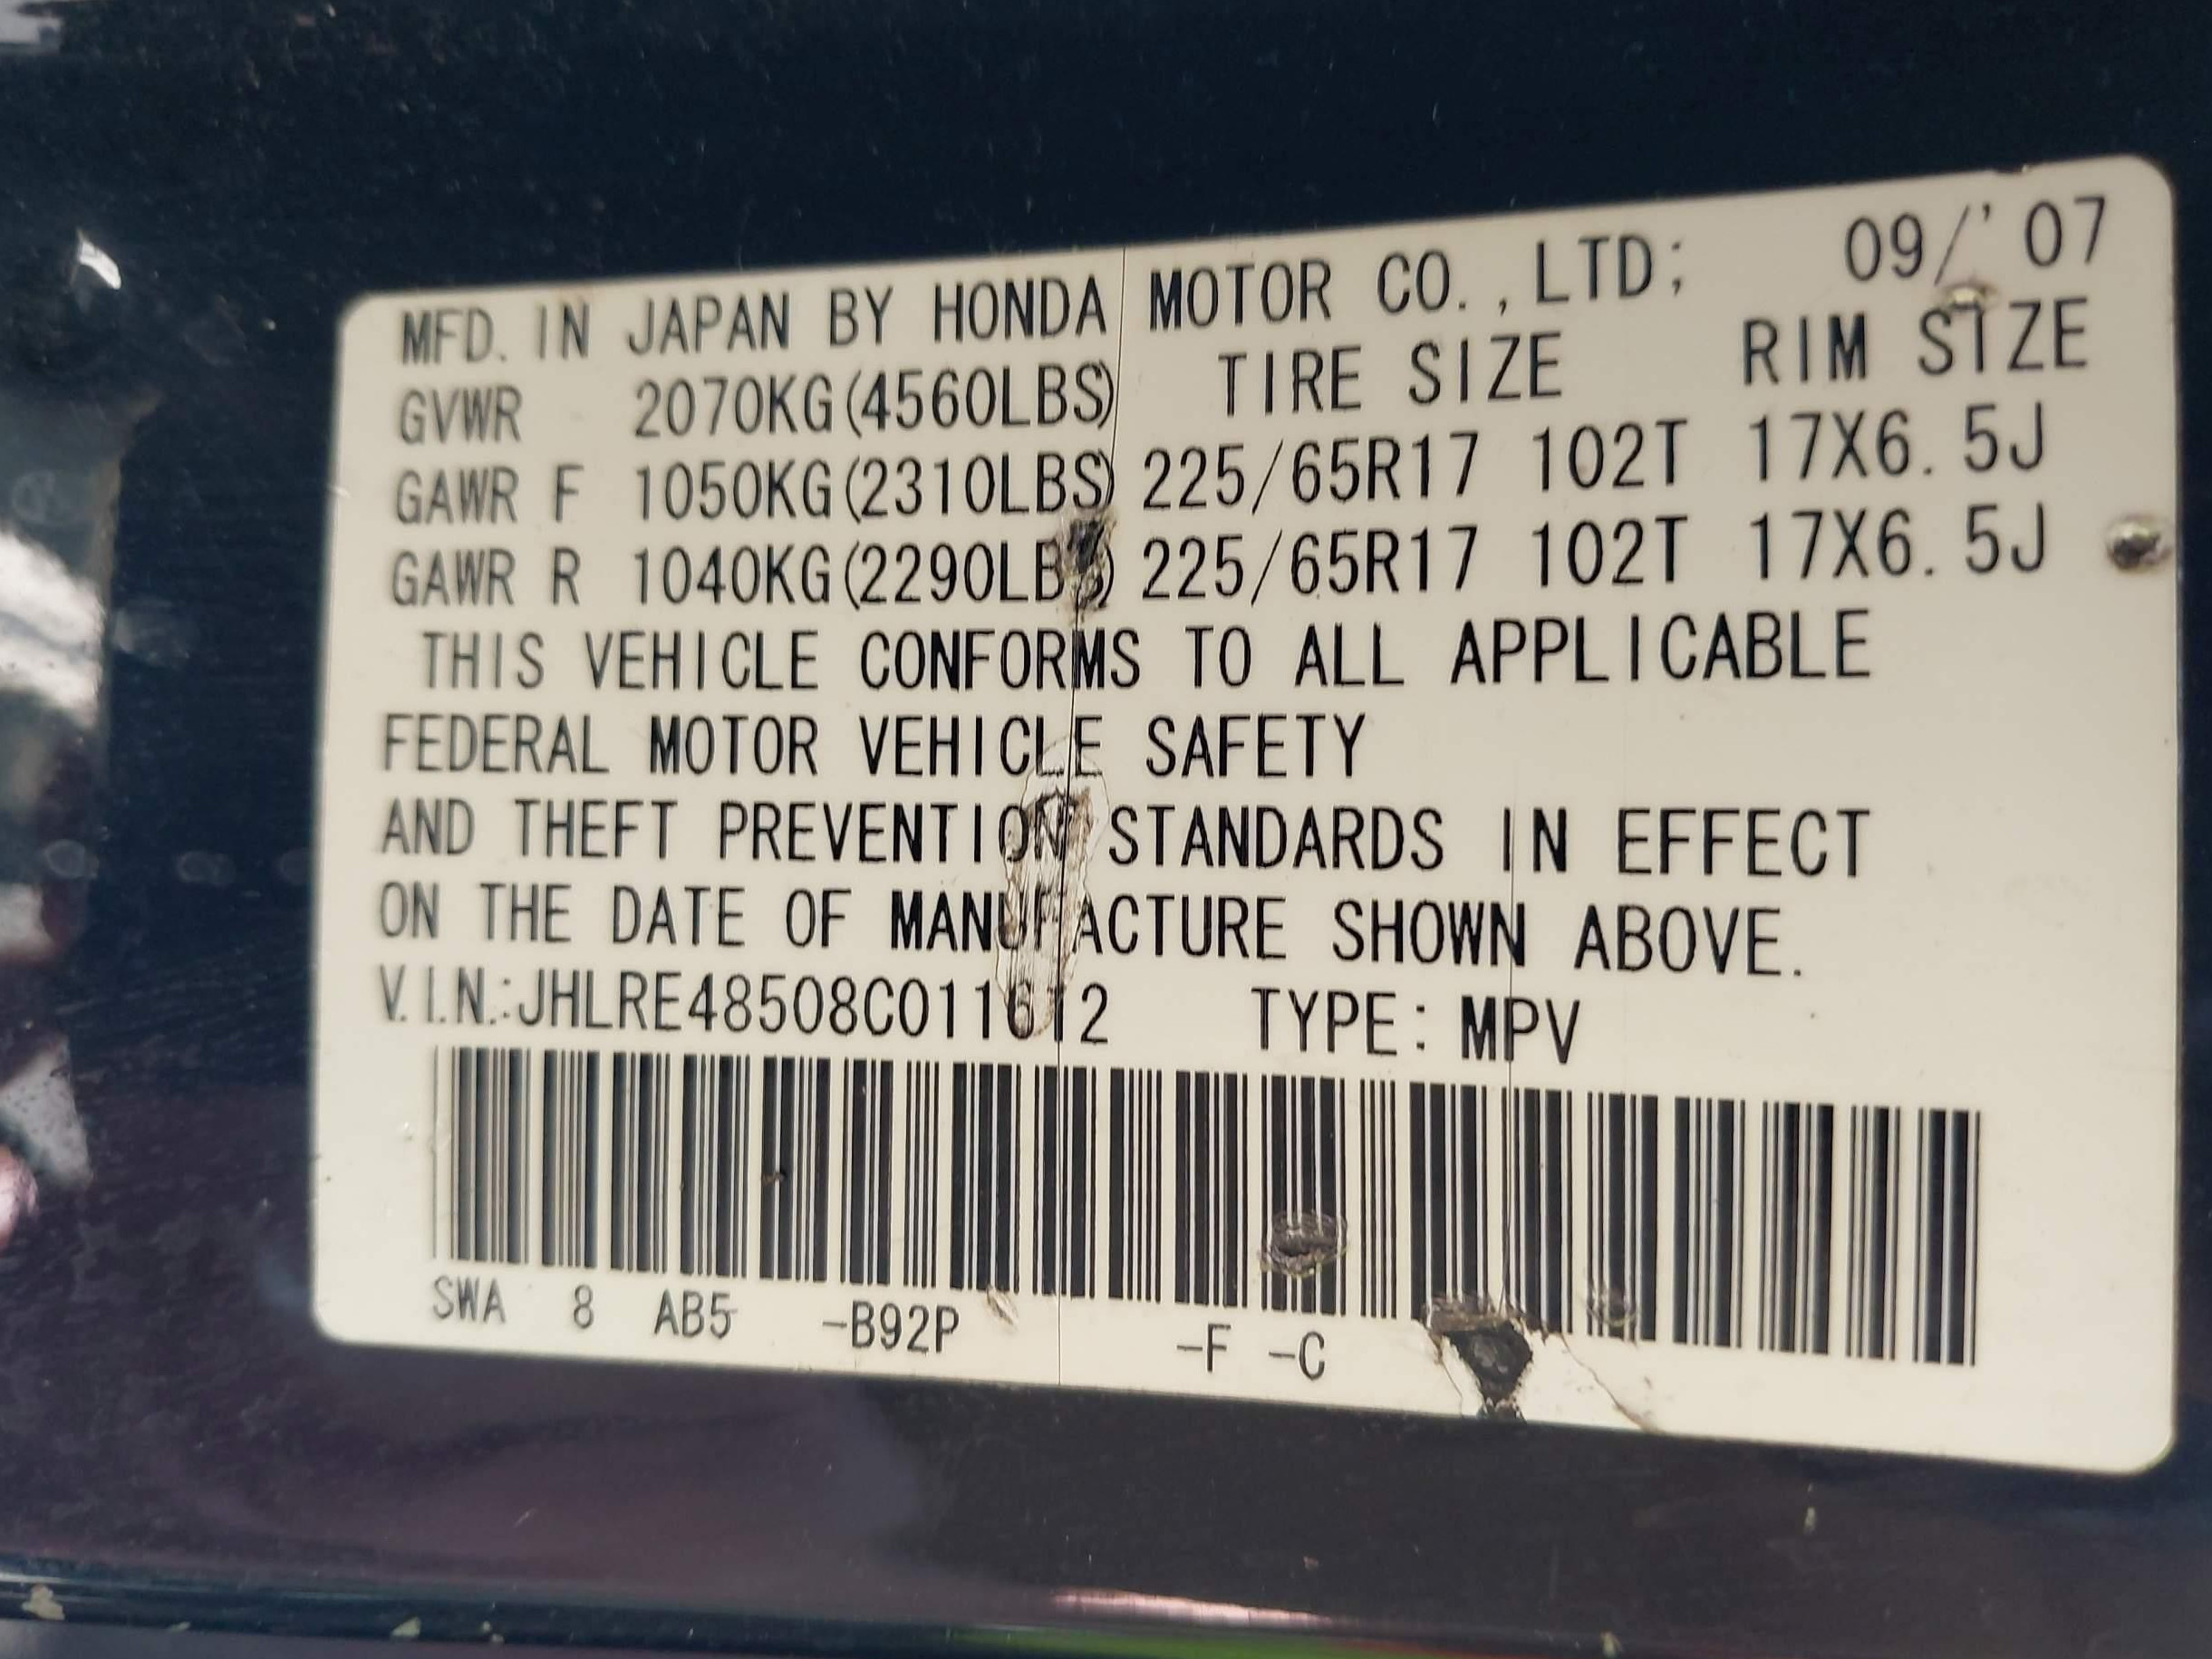 MFD. IN JAPAN BY HONDA MOTOR CO., LTD; 09/'07
GVWR 2070KG(4560LBS) TIRE SIZE RIM SIZE
GAWR F 1050KG(2310LBS) 225/65R17 102T 17X6.5J
GAWR R 1040KG(2290LBS) 225/65R17 102T 17X6.5J
THIS VEHICLE CONFORMS TO ALL APPLICABLE
FEDERAL MOTOR VEHICLE SAFETY
AND THEFT PREVENTION STANDARDS IN EFFECT
ON THE DATE OF MANUFACTURE SHOWN ABOVE.
V.I.N.:JHLRE48508C011612 TYPE: MPV
SWA 8 AB5 -B92P -F -C